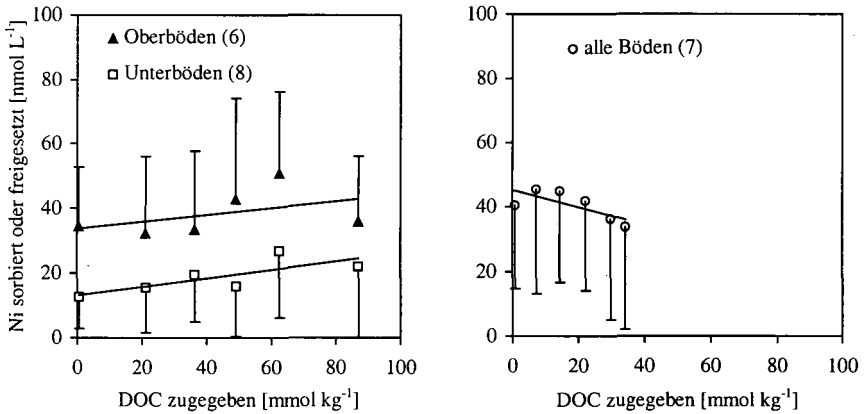 Ni sorbiert oder freigesetzt [nmol L⁻¹]
100
80
60
40
20
0
▲ Oberböden (6)
□ Unterböden (8)
0 20 40 60 80 100
DOC zugegeben [mmol kg⁻¹]
100
80
60
40
20
0
○ alle Böden (7)
0 20 40 60 80 100
DOC zugegeben [mmol kg⁻¹]